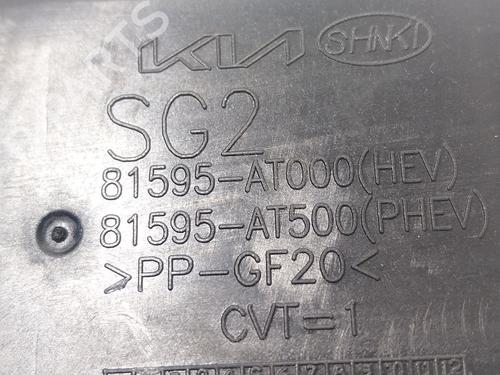 KIA SHNKI
SG2
81595-AT000(HEV)
81595-AT500(PHEV)
>PP-GF20<
CVT=1